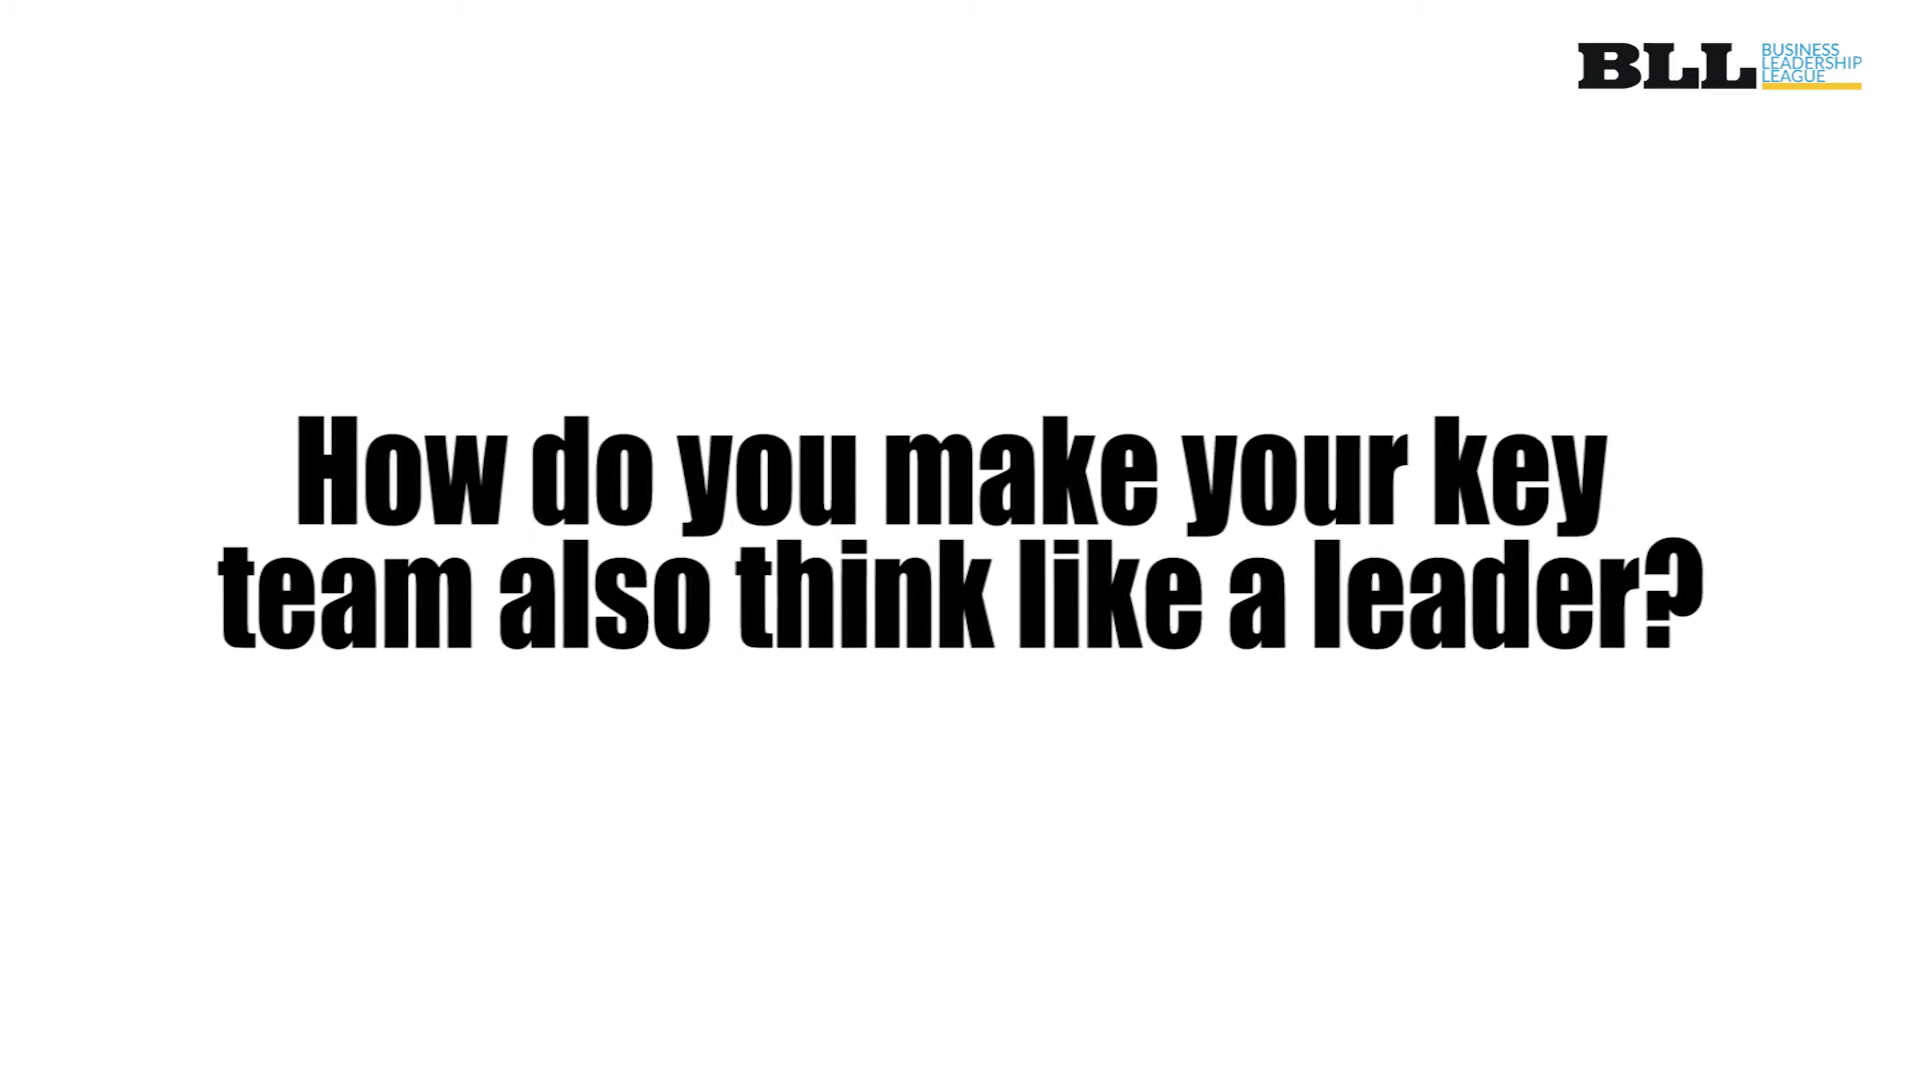 BLL
BUSINESS
LEADERSHIP
LEAGUE
How do you make your key
team also think like a leader?